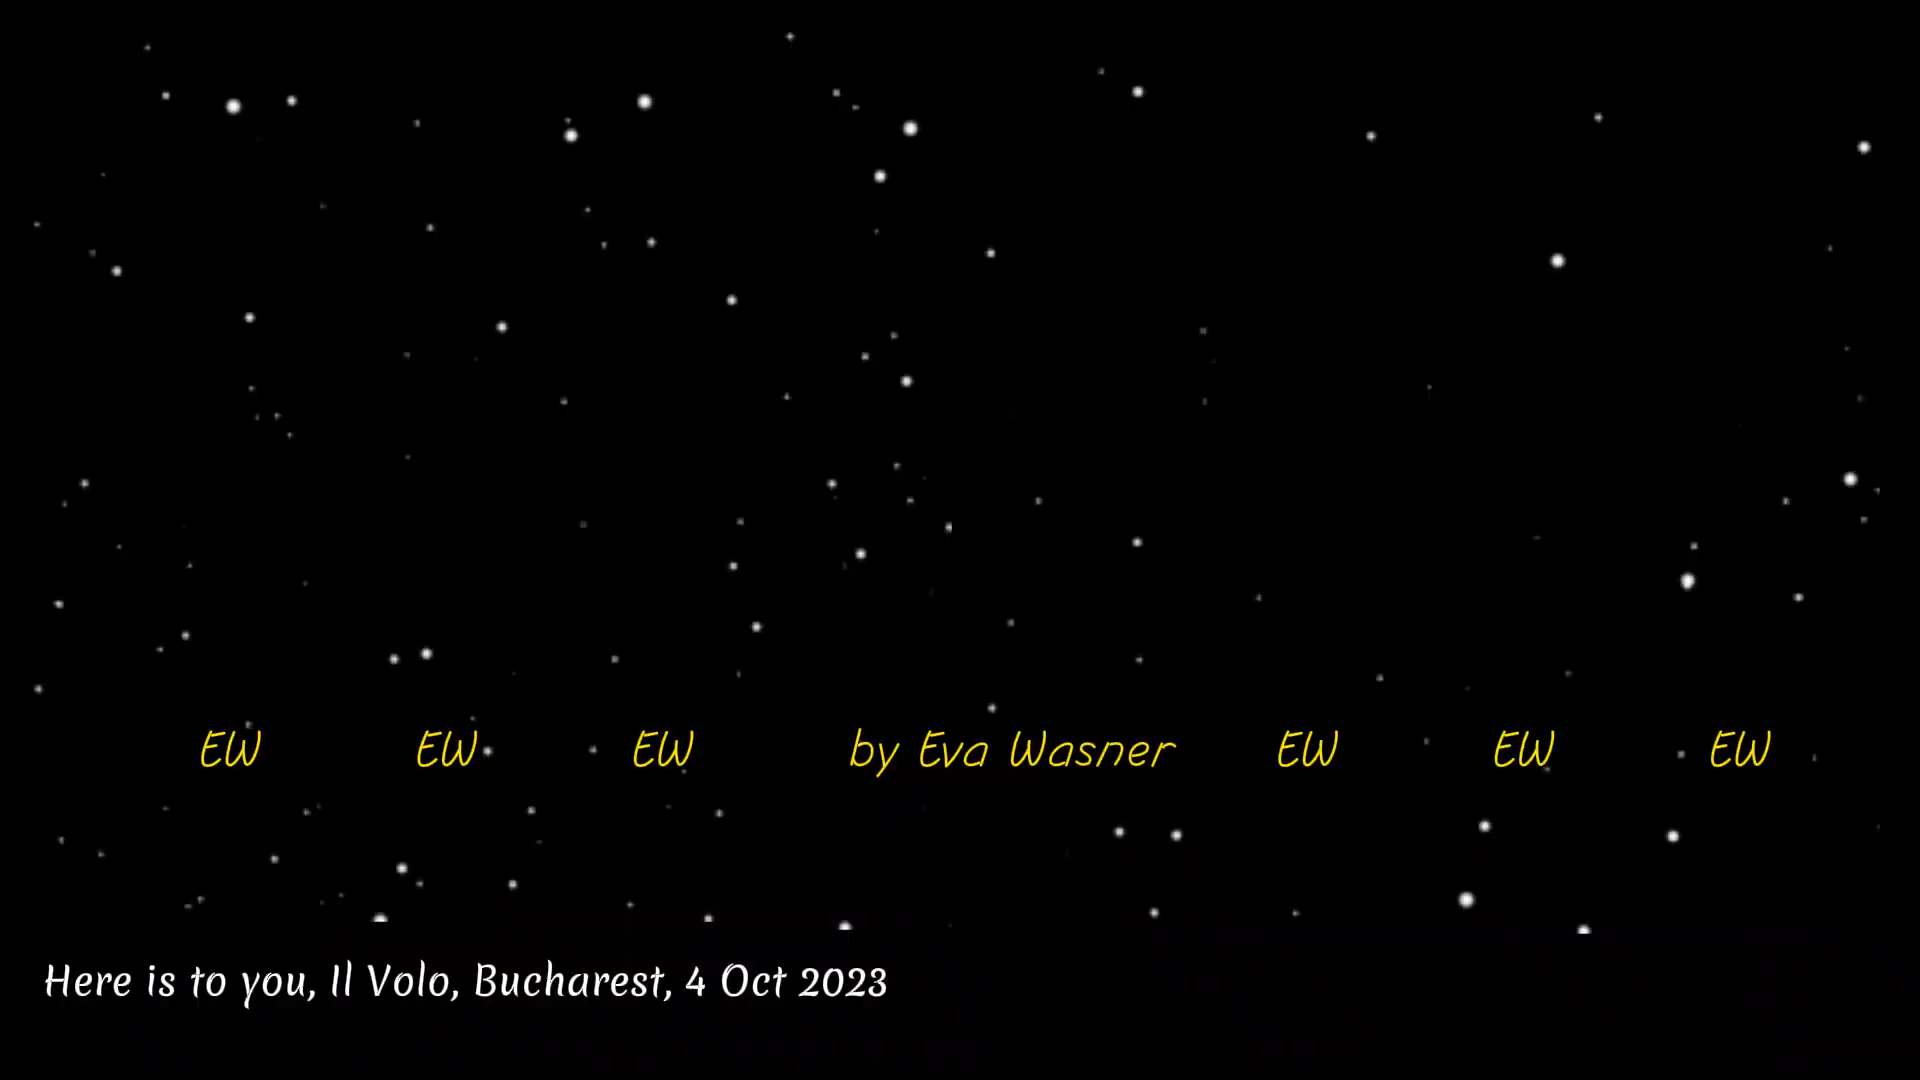 EW EW EW by Eva Wasner EW EW EW
Here is to you, Il Volo, Bucharest, 4 Oct 2023